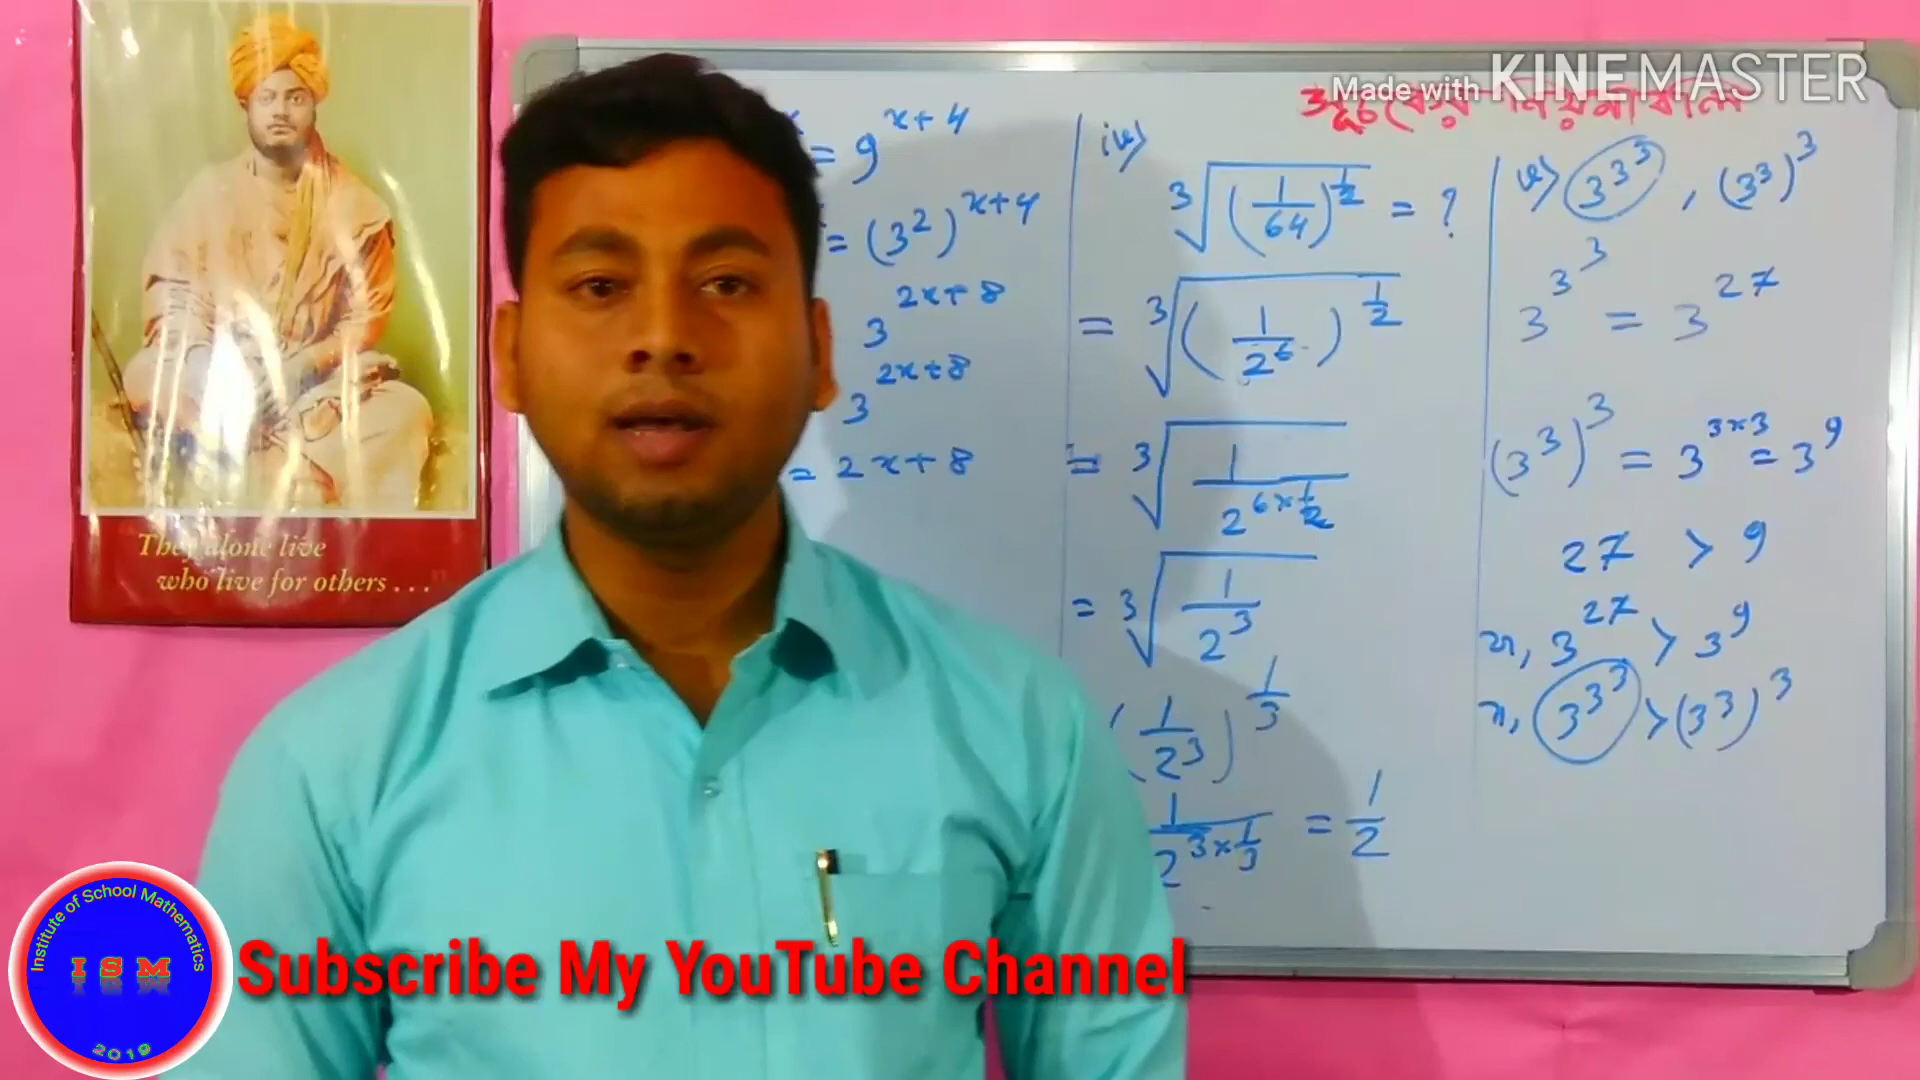 Made with KINEMASTER
সূচকের নিয়মাবলি
= 9^(x+4)
= (3^2)^(x+4)
3^(2x+8)
3^(2x+8)
= 2x+8
iv)
∛((1/64)^(1/2)) = ?
= ∛((1/2^6)^(1/2))
= ∛(1/2^(6×1/2))
= ∛(1/2^3)
(1/2^3)^(1/3)
1/2^(3×1/3) = 1/2
v) 3^3^3 , (3^3)^3
3^3^3 = 3^27
(3^3)^3 = 3^(3×3) = 3^9
27 > 9
বা, 3^27 > 3^9
বা, 3^3^3 > (3^3)^3
They alone live
who live for others . . .
Institute of School Mathematics
ISM
2019
Subscribe My YouTube Channel